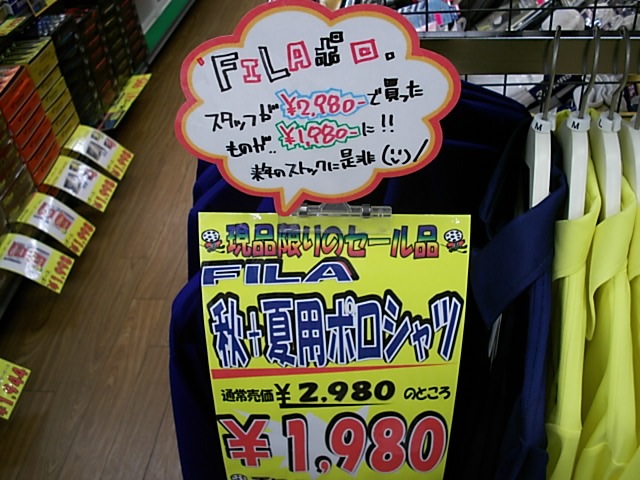 FILAポロ。
スタッフが ¥2,980-で買った
ものが.. ¥1,980-に!!
来年のストックに是非(いい)/
現品限りのセール品
FILA
秋+夏用ポロシャツ
通常売価¥2,980のところ
¥1,980
M
M
L